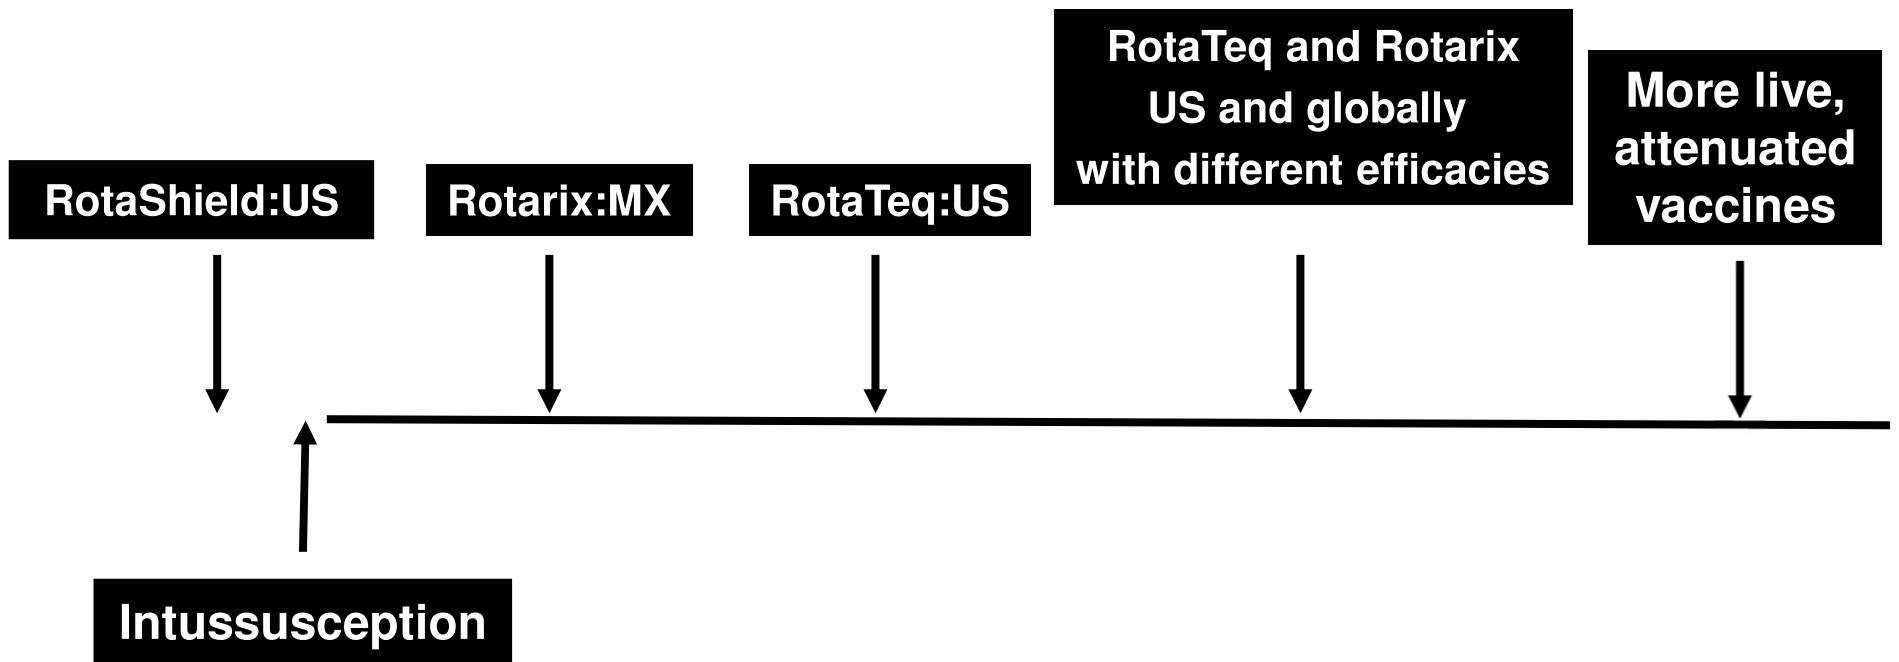 RotaShield:US
Rotarix:MX
RotaTeq:US
RotaTeq and Rotarix
US and globally
with different efficacies
More live,
attenuated
vaccines
Intussusception